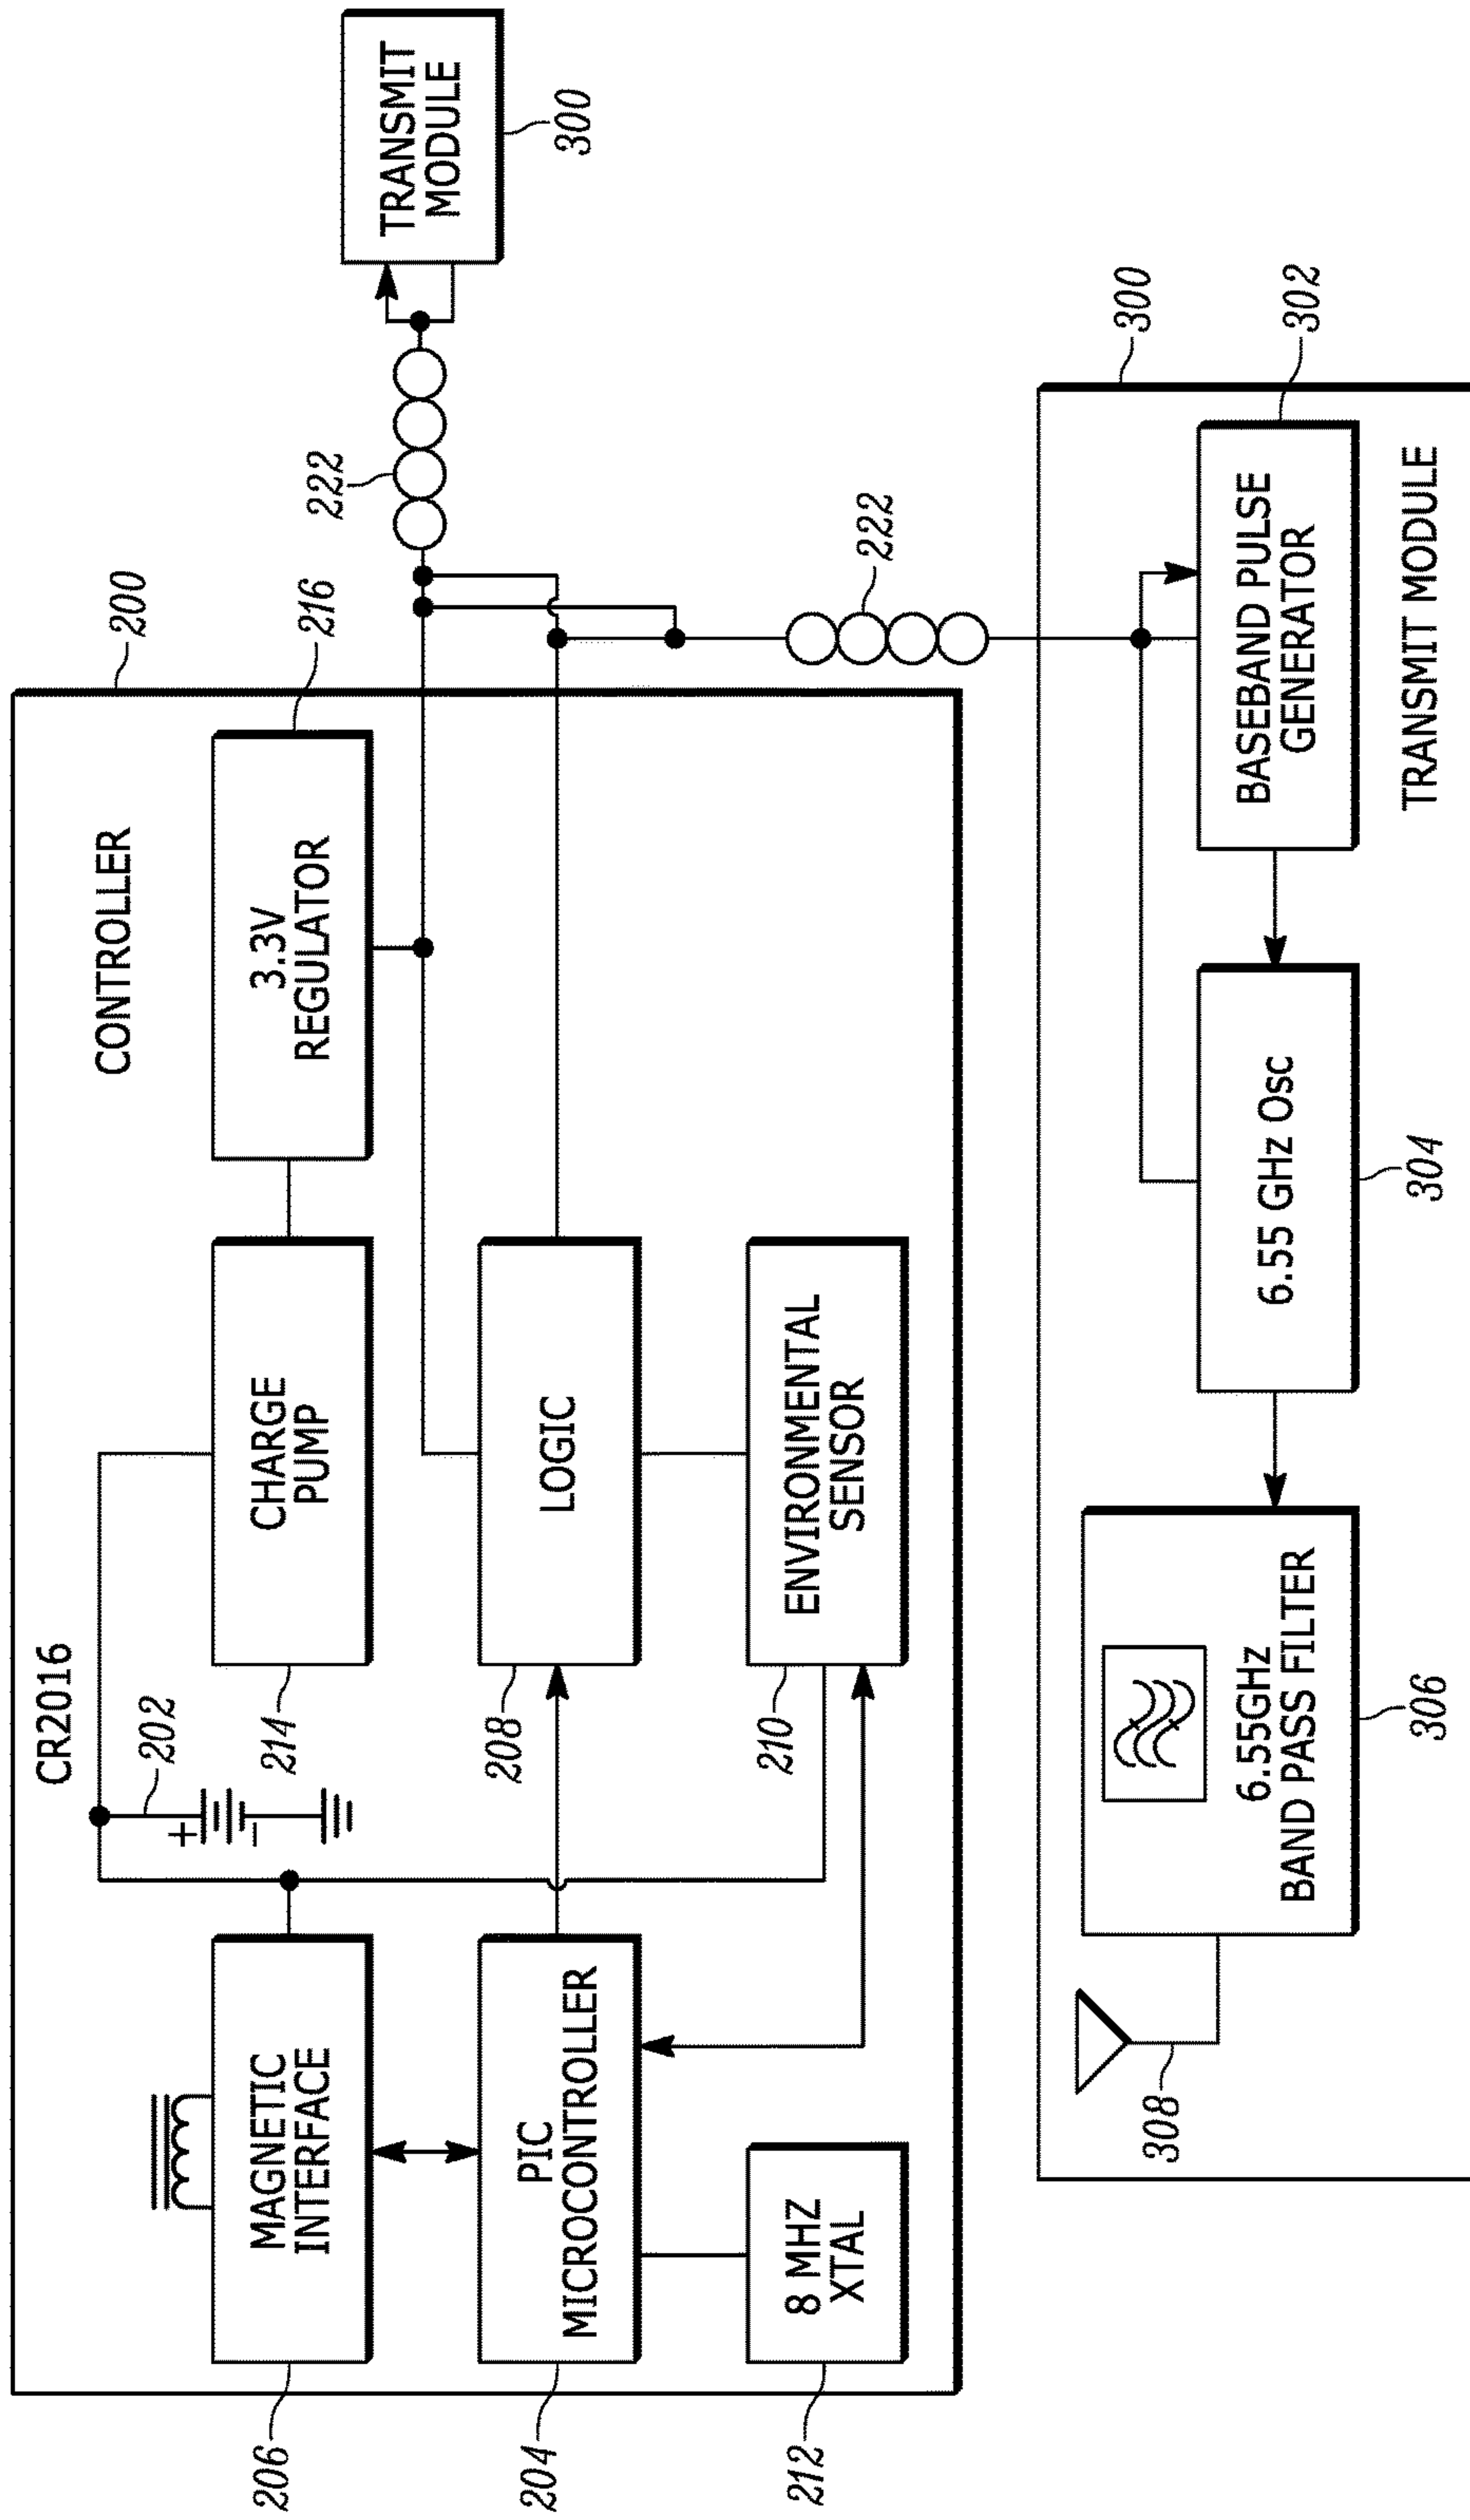 CR2016
202
CONTROLLER
200
206
MAGNETIC
INTERFACE
214
CHARGE
PUMP
3.3V
REGULATOR
216
222
TRANSMIT
MODULE
300
204
PIC
MICROCONTROLLER
208
LOGIC
212
8 MHZ
XTAL
210
ENVIRONMENTAL
SENSOR
222
300
308
6.55GHz
BAND PASS FILTER
306
6.55 GHz Osc
304
BASEBAND PULSE
GENERATOR
302
TRANSMIT MODULE